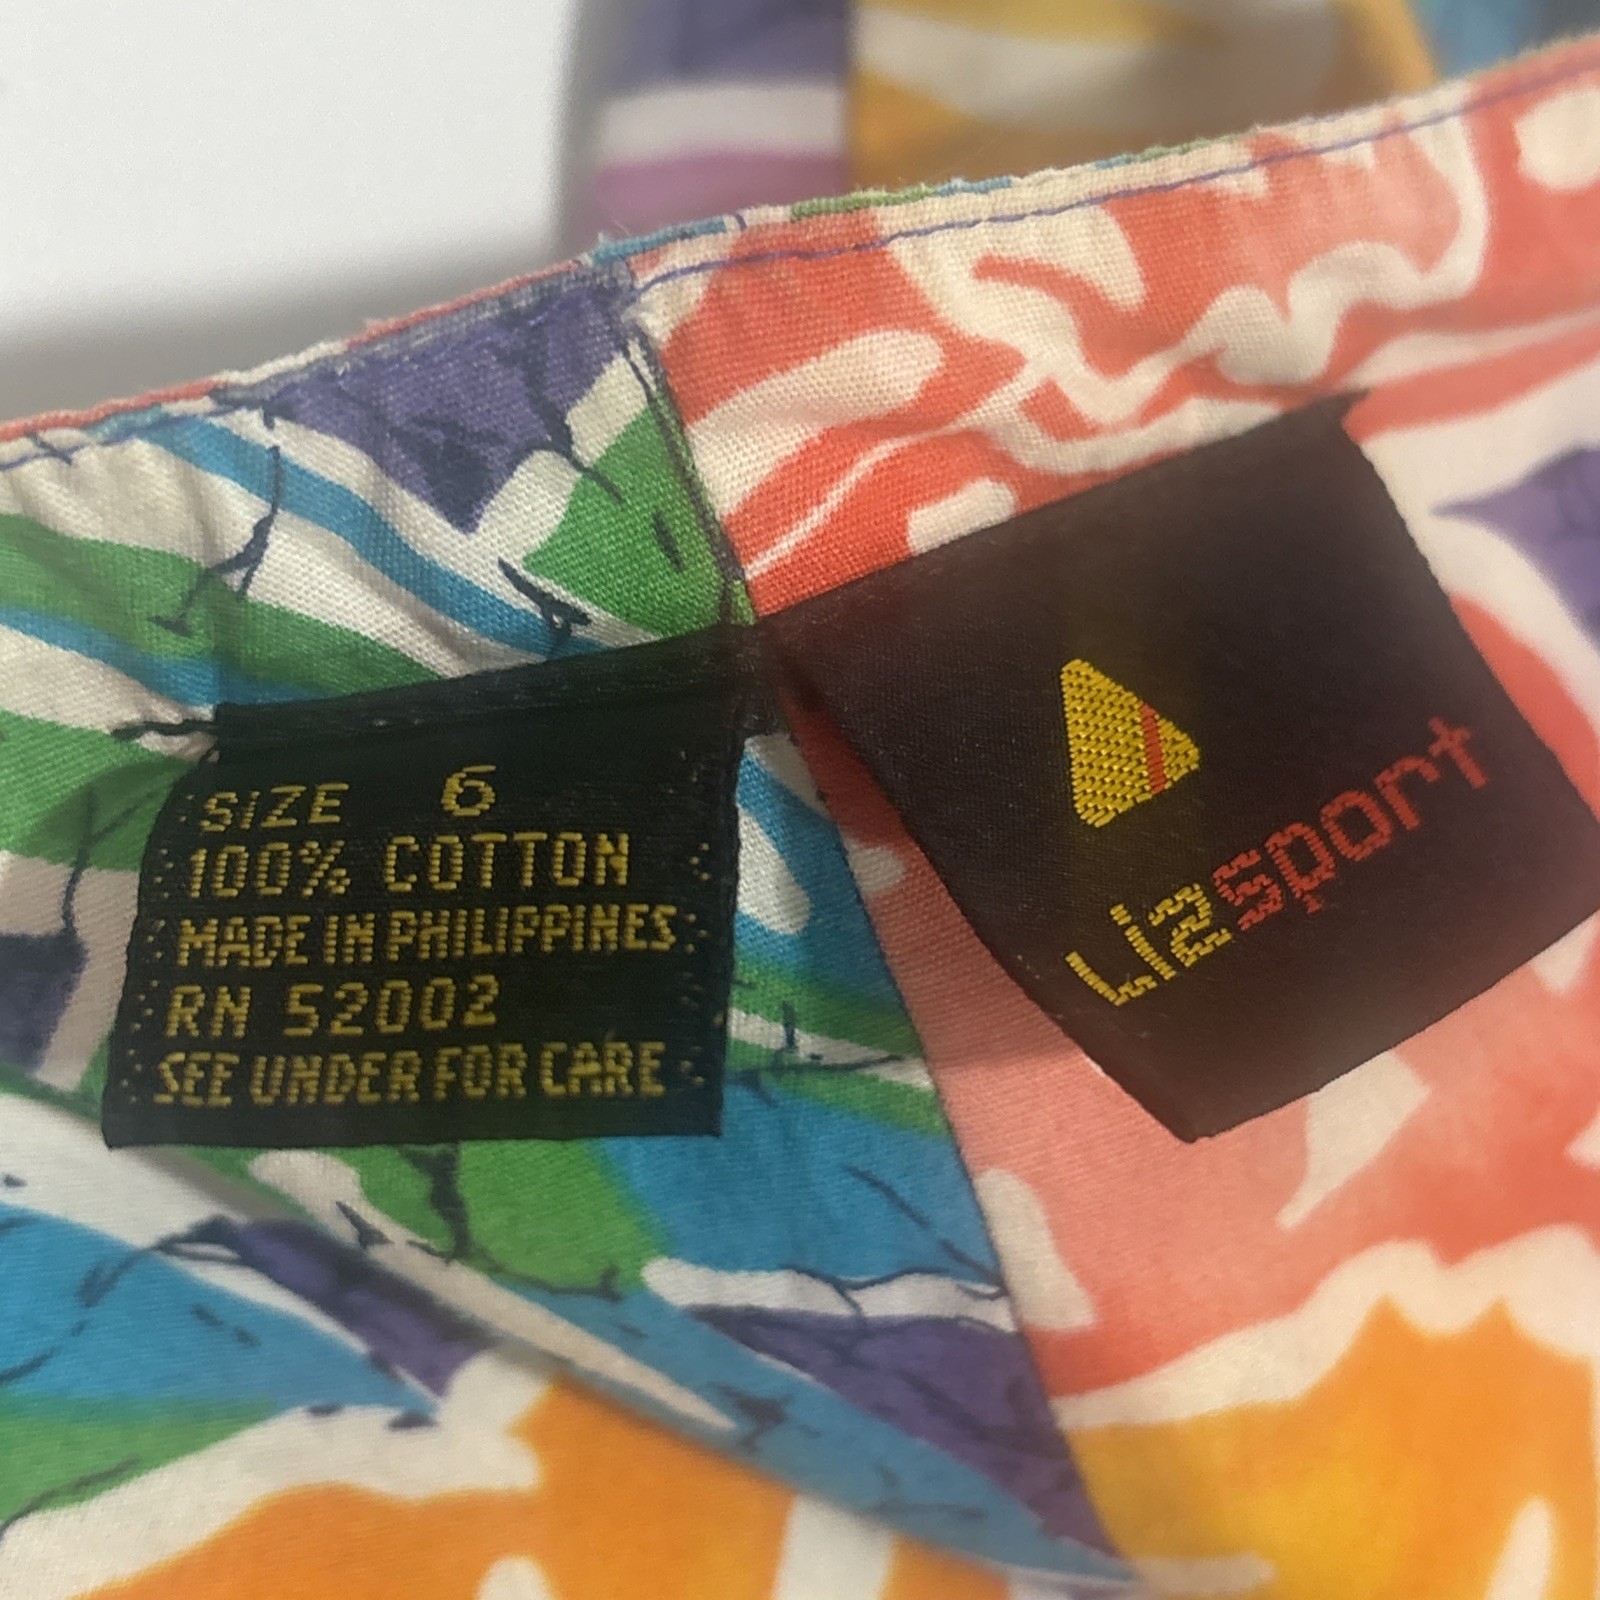 SIZE 6
100% COTTON
MADE IN PHILIPPINES
RN 52002
SEE UNDER FOR CARE
Lizsport